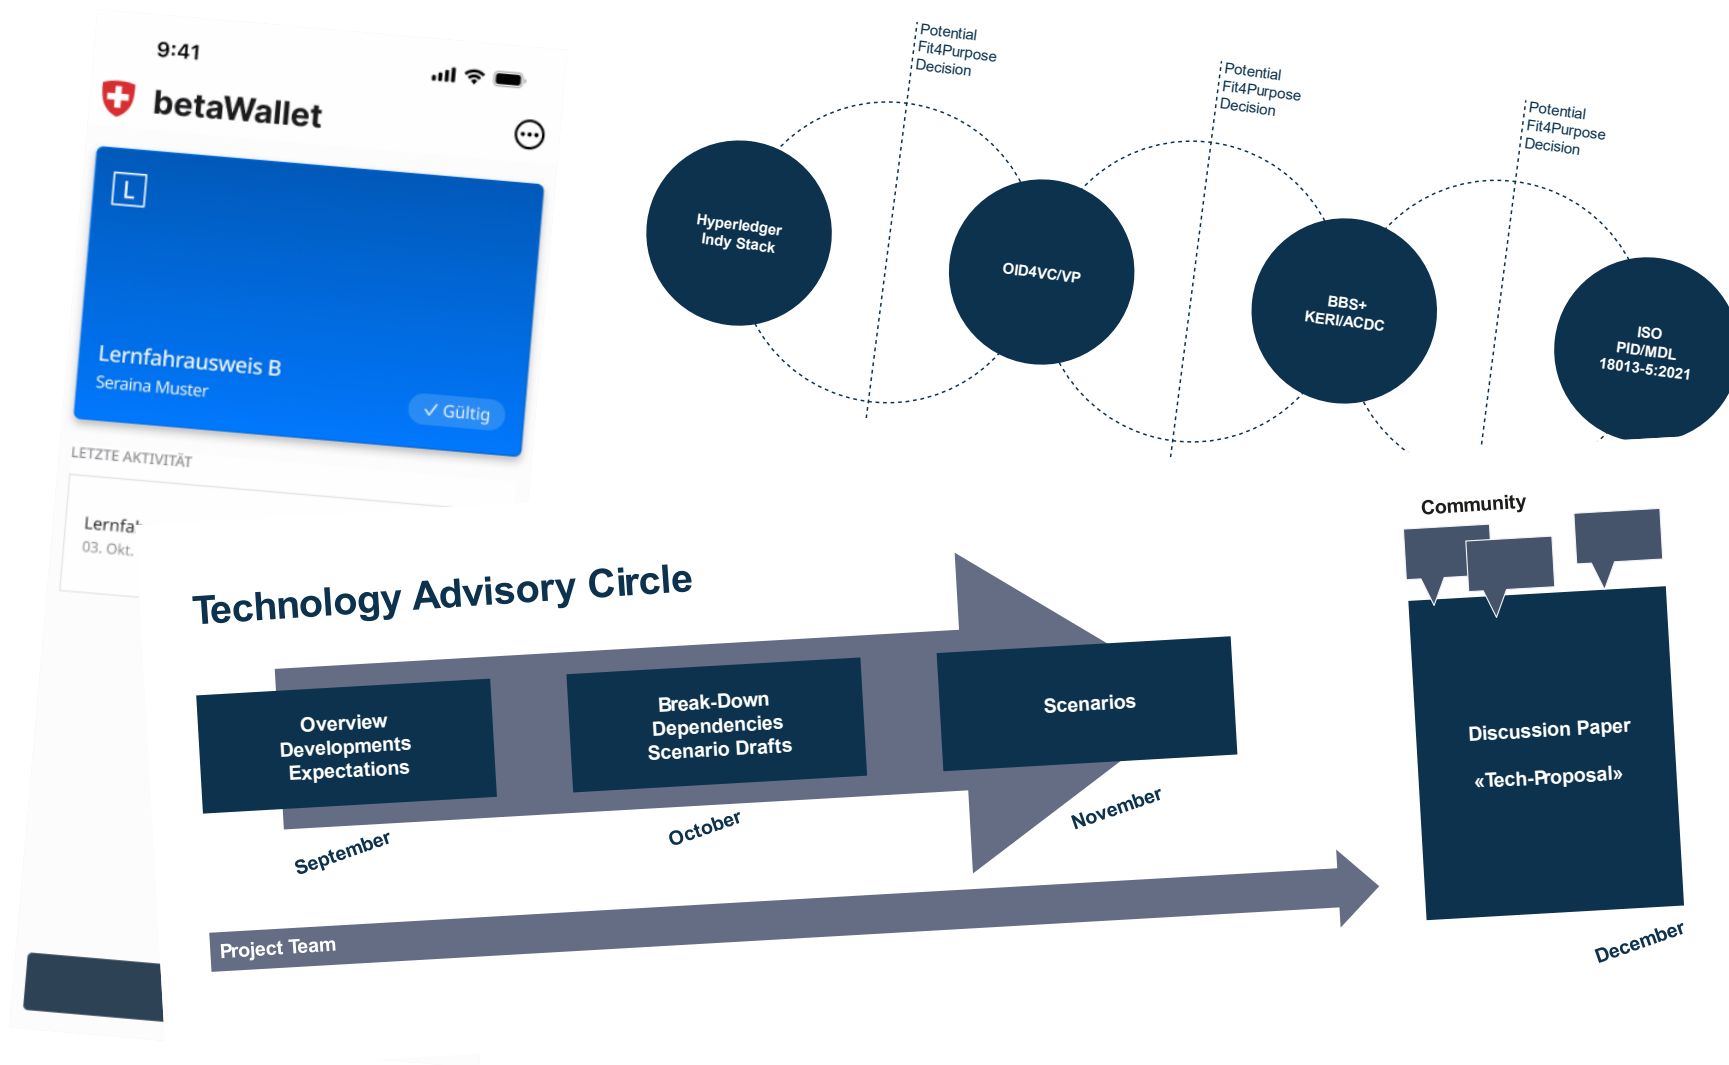 9:41
betaWallet
L
Lernfahrausweis B
Seraina Muster
Gültig
LETZTE AKTIVITÄT
03. Okt.
Potential
Fit4Purpose
Decision
Potential
Fit4Purpose
Decision
Potential
Fit4Purpose
Decision
Hyperledger
Indy Stack
OID4VC/VP
BBS+
KERI/ACDC
ISO
PID/MDL
18013-5:2021
Technology Advisory Circle
Overview
Developments
Expectations
Break-Down
Dependencies
Scenario Drafts
Scenarios
September
October
November
Project Team
Community
Discussion Paper
«Tech-Proposal»
December